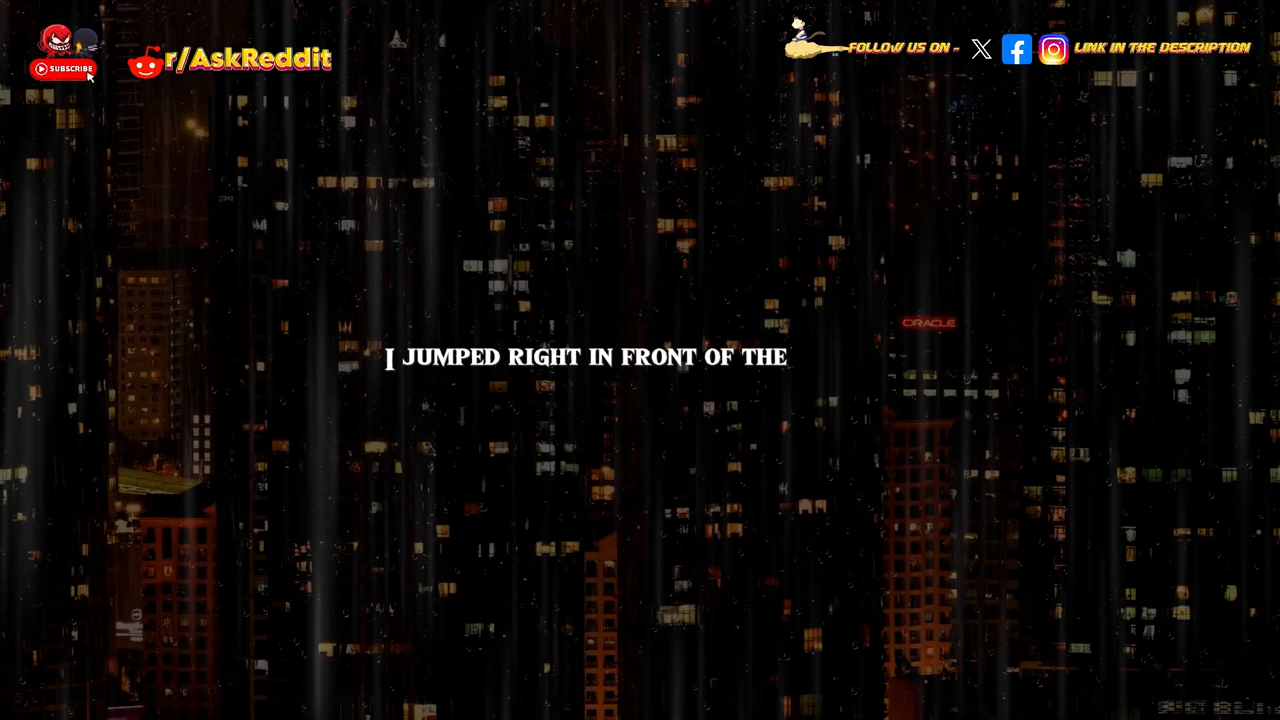 SUBSCRIBE
r/AskReddit
FOLLOW US ON -
LINK IN THE DESCRIPTION
ORACLE
I JUMPED RIGHT IN FRONT OF THE